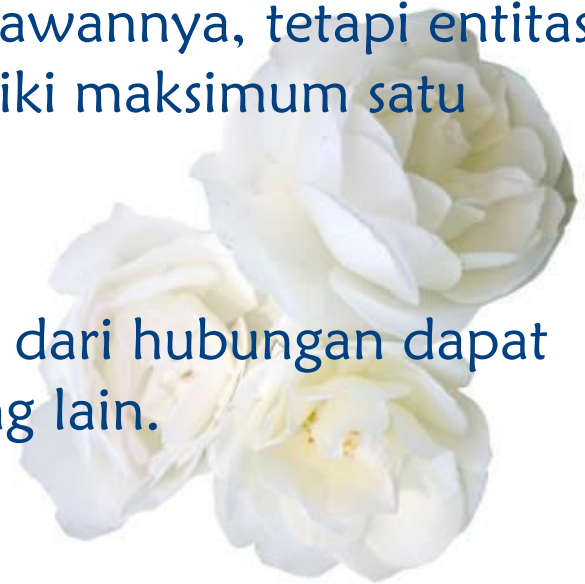 awannya, tetapi entitas
iki maksimum satu
dari hubungan dapat
g lain.